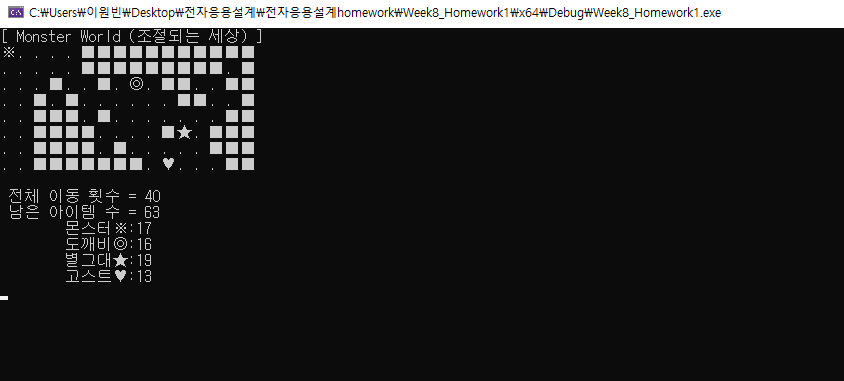 C:\Users\이원빈\Desktop\전자응용설계\전자응용설계homework\Week8_Homework1\x64\Debug\Week8_Homework1.exe
[ Monster World (조절되는 세상) ]
※. . . . ■■■■■■■■■■■
. . . . . ■■■■■■■■■. ■
. . . ■. . ■. ◎. ■■. . ■■
. . ■. ■. . . . . . ■■. . ■
. . ■■■. ■. . . . . . . ■■
. . ■■■■. . . . ■★. ■■■
. . ■■■■. ■. . . . . ■■■
. . ■■■■■■■. ♥. . . ■■
전체 이동 횟수 = 40
남은 아이템 수 = 63
몬스터※:17
도깨비◎:16
별그대★:19
고스트♥:13